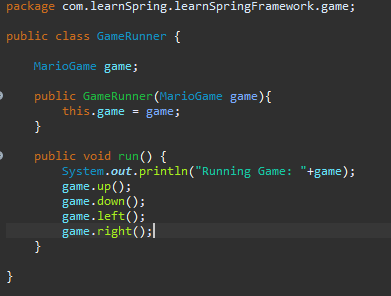 package com.learnSpring.learnSpringFramework.game;
public class GameRunner {
MarioGame game;
public GameRunner(MarioGame game){
this.game = game;
}
public void run() {
System.out.println("Running Game: "+game);
game.up();
game.down();
game.left();
game.right();
}
}